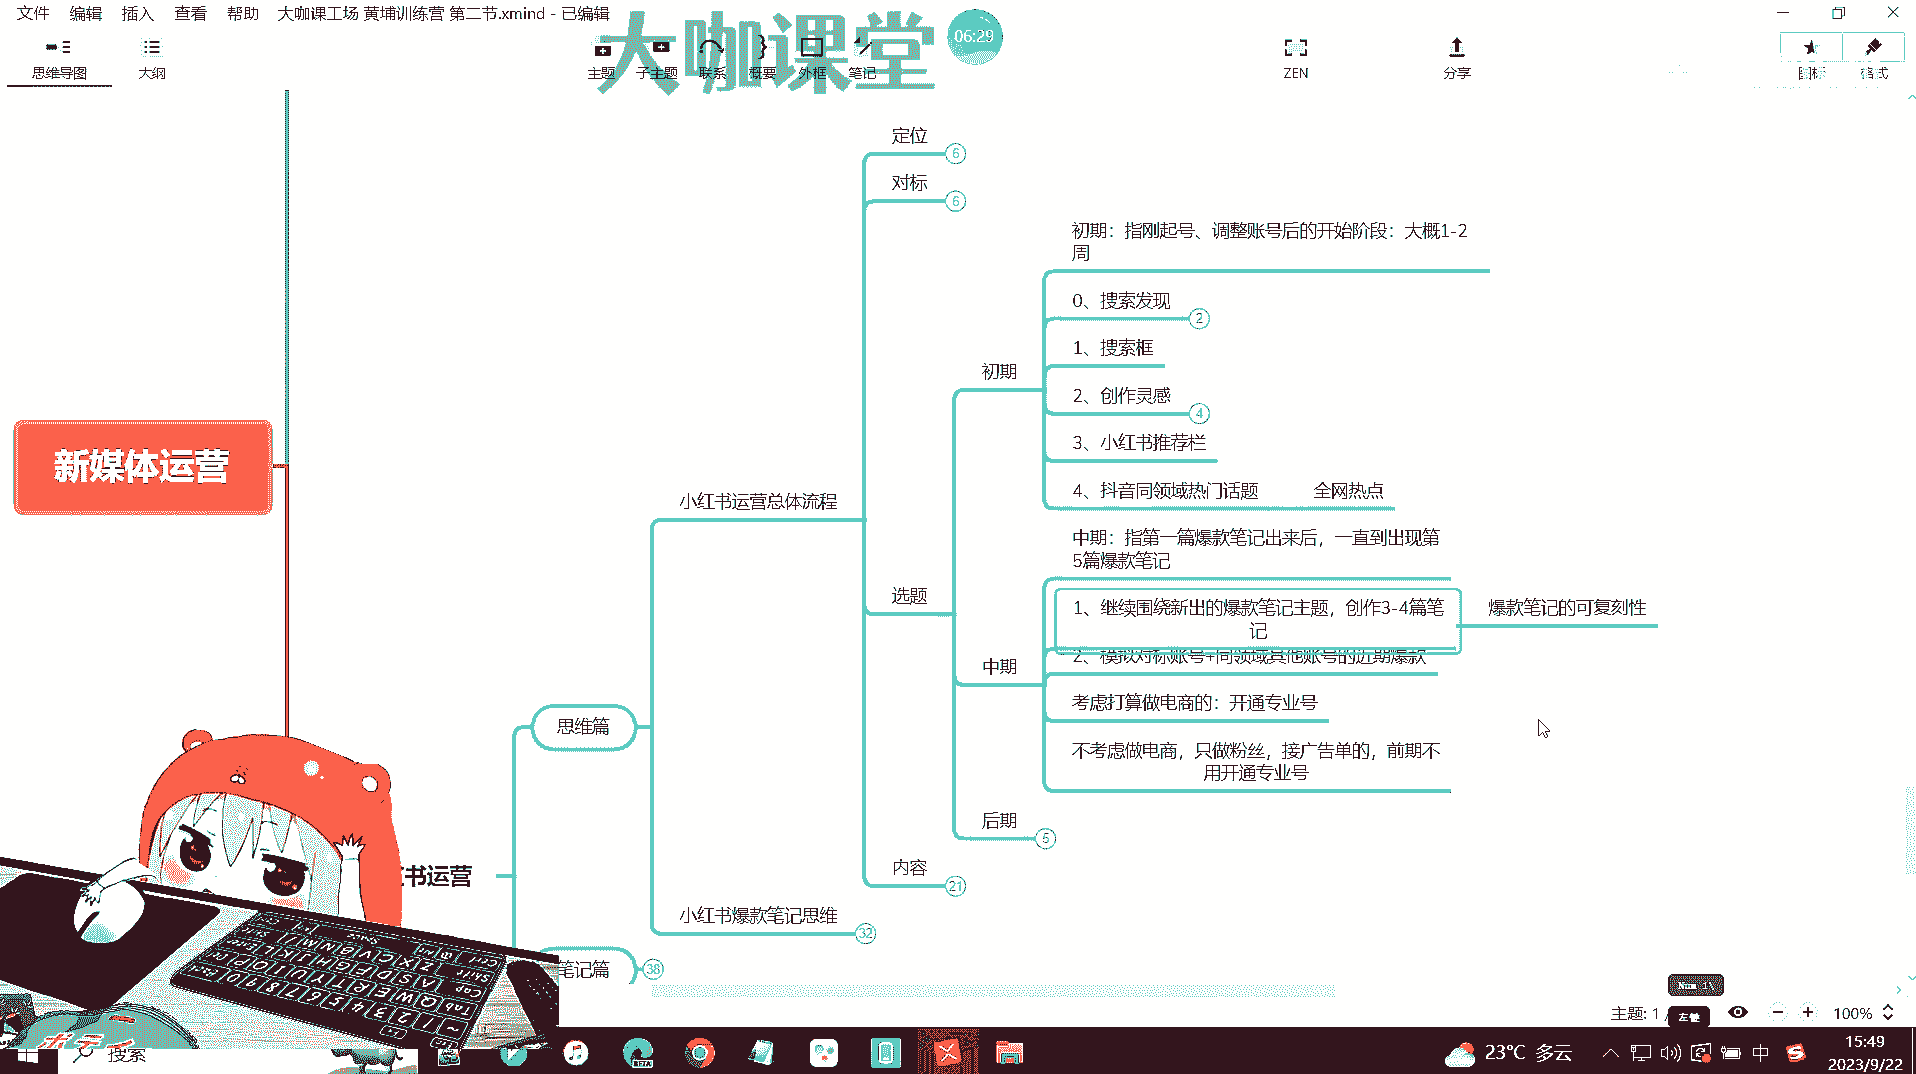 文件 编辑 插入 查看 帮助 大咖课工场 黄埔训练营 第二节.xmind - 已编辑
大咖课堂
06:29
思维导图 大纲 主题 子主题 联系 概要 外框 笔记 ZEN 分享 图标 格式
定位 6
对标 6
初期：指刚起号、调整账号后的开始阶段：大概1-2
周
0、搜索发现 2
1、搜索框
初期
2、创作灵感 4
3、小红书推荐栏
4、抖音同领域热门话题 全网热点
新媒体运营
小红书运营总体流程
中期：指第一篇爆款笔记出来后，一直到出现第
5篇爆款笔记
选题
1、继续围绕新出的爆款笔记主题，创作3-4篇笔
记
爆款笔记的可复刻性
2、模拟对标账号+同领域其他账号的近期爆款
中期
考虑打算做电商的：开通专业号
思维篇
不考虑做电商，只做粉丝，接广告单的，前期不
用开通专业号
后期 5
内容 21
书运营
小红书爆款笔记思维 32
笔记篇 38
主题: 1 /
左键
100%
搜索
23°C 多云
中
15:49
2023/9/22